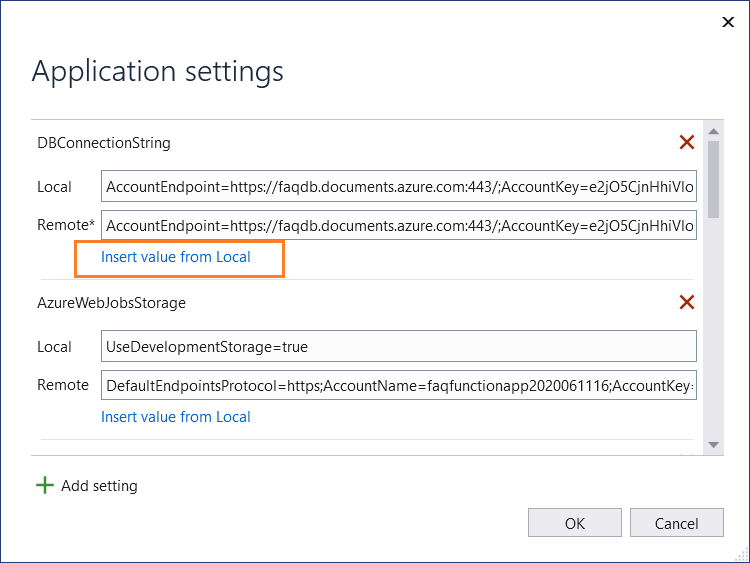 Application settings
DBConnectionString
Local AccountEndpoint=https://faqdb.documents.azure.com:443/;AccountKey=e2jO5CjnHhiVIo
Remote* AccountEndpoint=https://faqdb.documents.azure.com:443/;AccountKey=e2jO5CjnHhiVIo
Insert value from Local
AzureWebJobsStorage
Local UseDevelopmentStorage=true
Remote DefaultEndpointsProtocol=https;AccountName=faqfunctionapp2020061116;AccountKey=
Insert value from Local
Add setting
OK Cancel